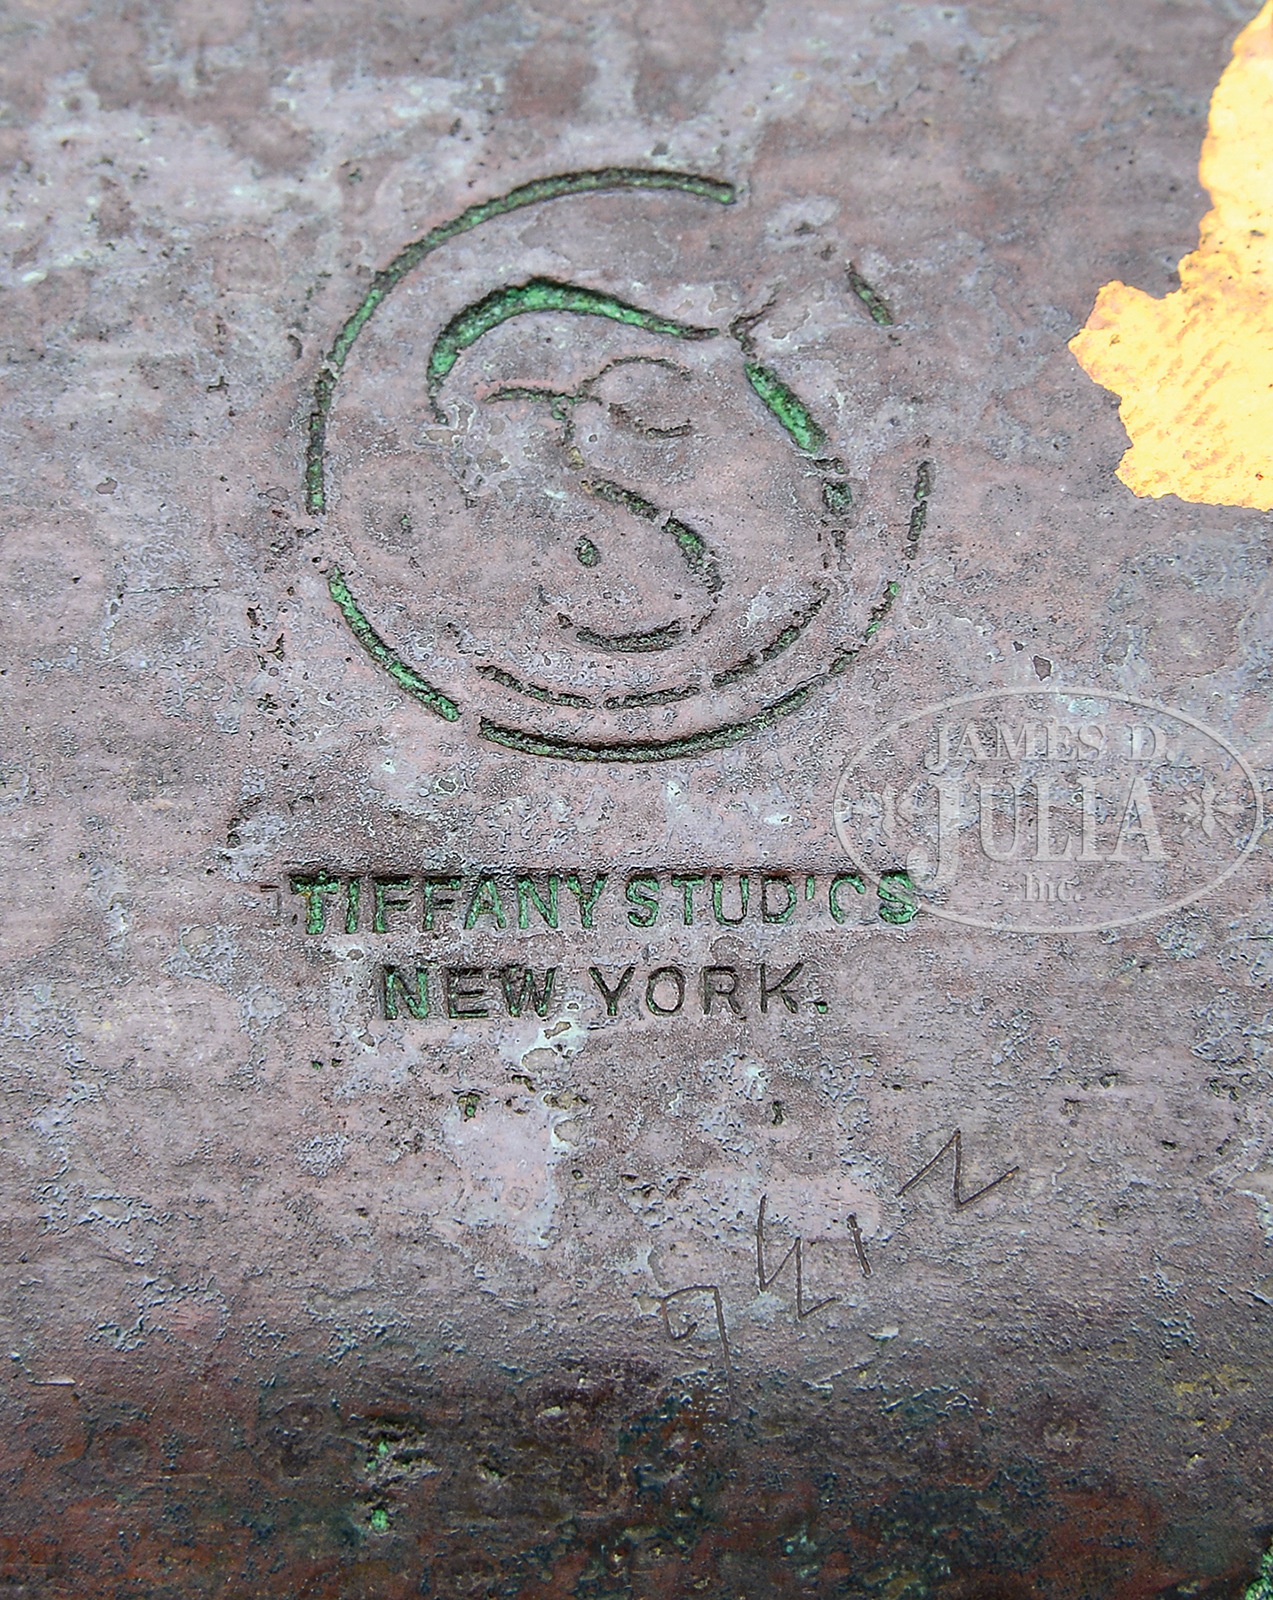 TIFFANY STUDIOS
NEW YORK.
JAMES D.
JULIA
Inc.